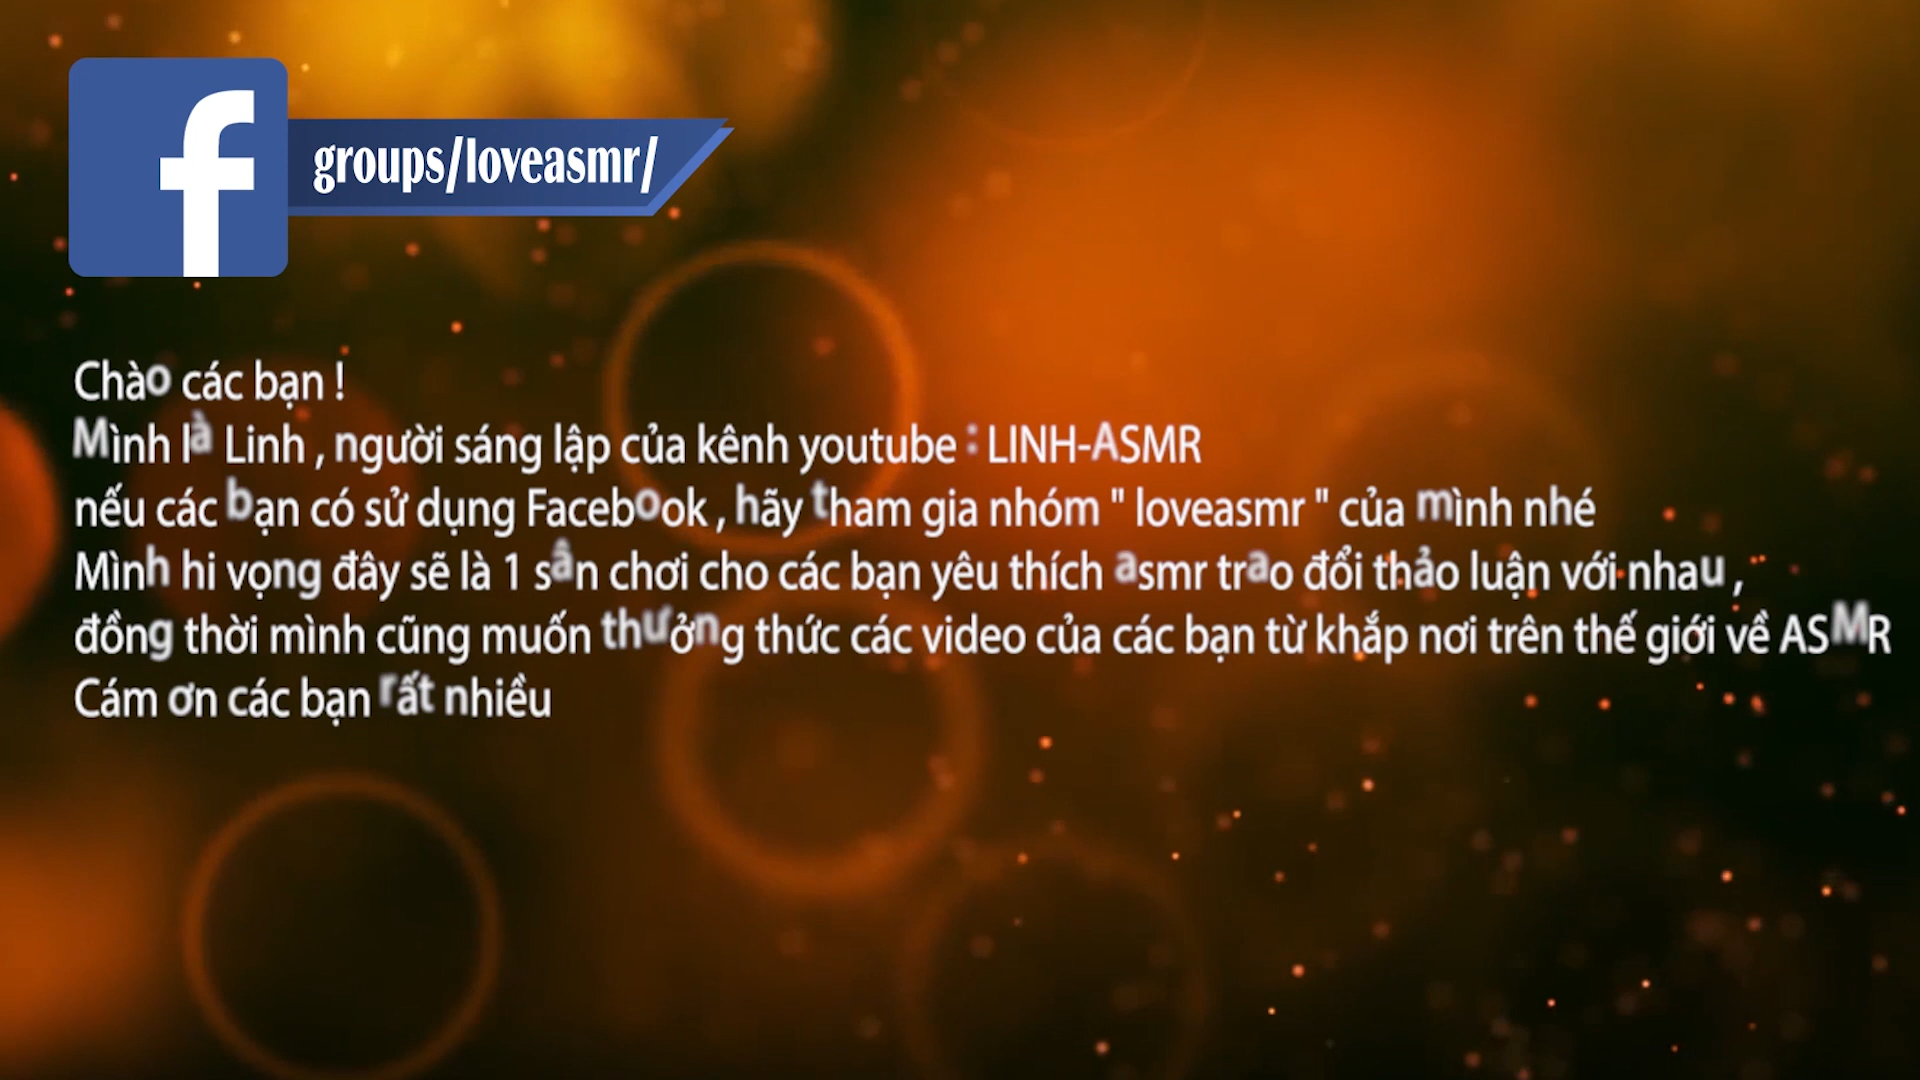 f
groups/loveasmr/
Chào các bạn !
Mình là Linh , người sáng lập của kênh youtube : LINH-ASMR
nếu các bạn có sử dụng Facebook , hãy tham gia nhóm " loveasmr " của mình nhé
Mình hi vọng đây sẽ là 1 sân chơi cho các bạn yêu thích asmr trao đổi thảo luận với nhau ,
đồng thời mình cũng muốn thưởng thức các video của các bạn từ khắp nơi trên thế giới về ASMR
Cám ơn các bạn rất nhiều